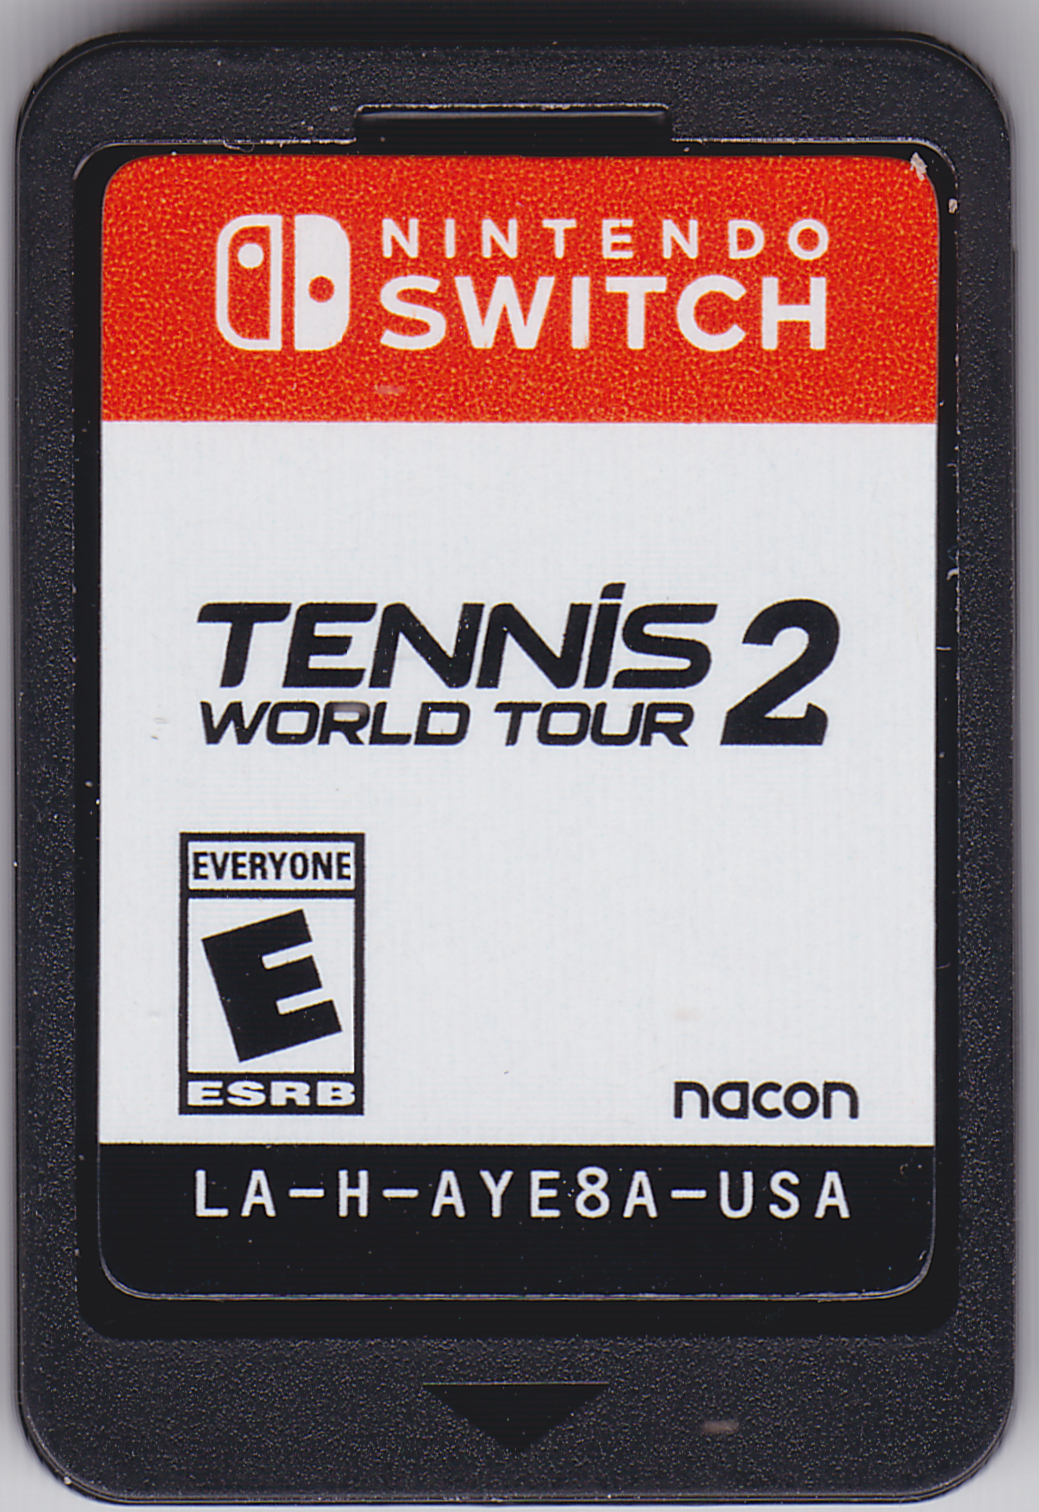 NINTENDO
SWITCH
TENNiS 2
WORLD TOUR
EVERYONE
E
ESRB
nacon
LA-H-AYE8A-USA